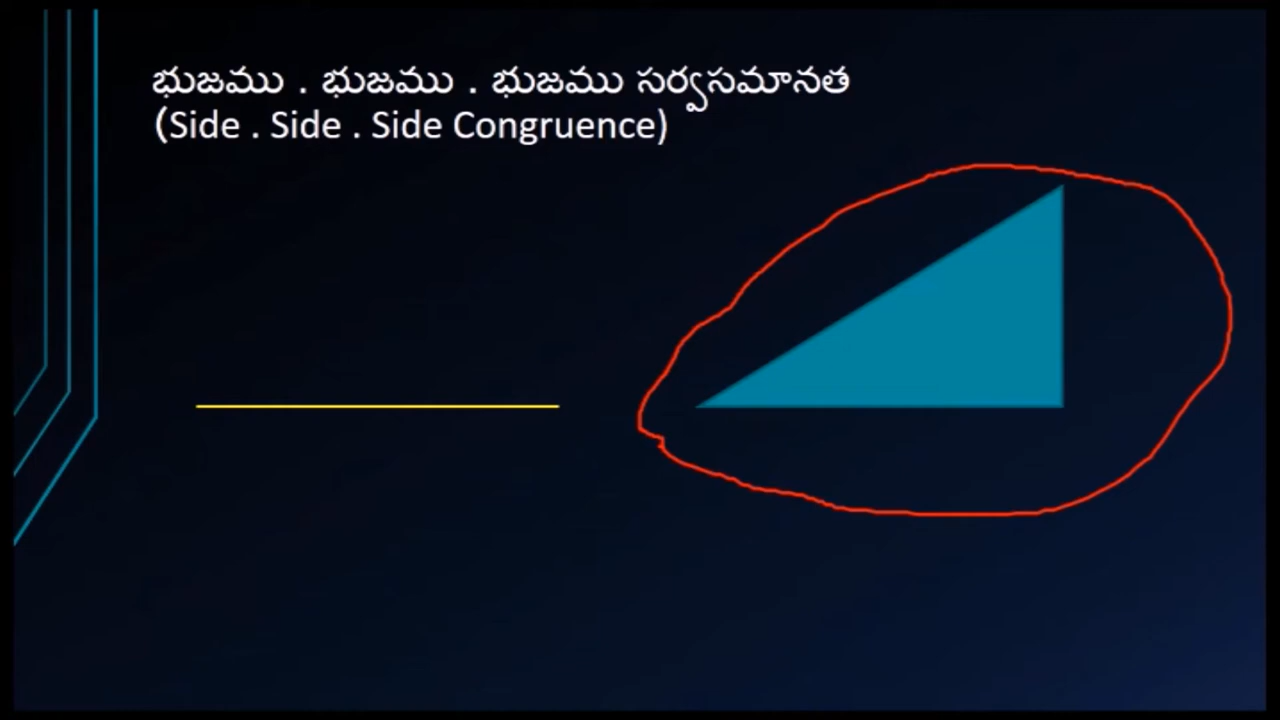 భుజము . భుజము . భుజము సర్వసమానత
(Side . Side . Side Congruence)